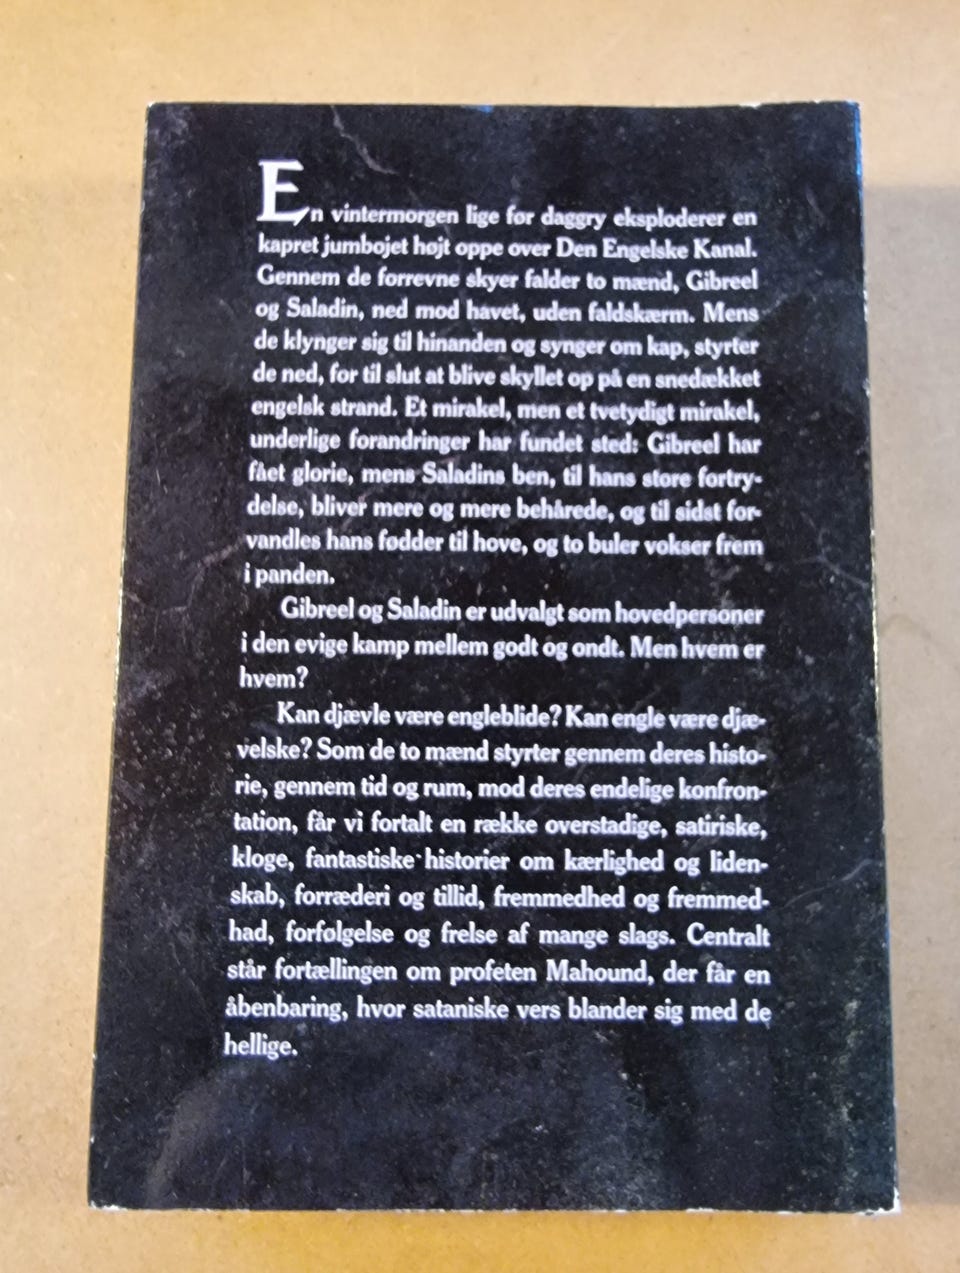 En vintermorgen lige før daggry eksploderer en
kapret jumbojet højt oppe over Den Engelske Kanal.
Gennem de forrevne skyer falder to mænd, Gibreel
og Saladin, ned mod havet, uden faldskærm. Mens
de klynger sig til hinanden og synger om kap, styrter
de ned, for til slut at blive skyllet op på en snedækket
engelsk strand. Et mirakel, men et tvetydigt mirakel,
underlige forandringer har fundet sted: Gibreel har
fået glorie, mens Saladins ben, til hans store fortry-
delse, bliver mere og mere behårede, og til sidst for-
vandles hans fødder til hove, og to buler vokser frem
i panden.
Gibreel og Saladin er udvalgt som hovedpersoner
i den evige kamp mellem godt og ondt. Men hvem er
hvem?
Kan djævle være engleblide? Kan engle være djæ-
velske? Som de to mænd styrter gennem deres histo-
rie, gennem tid og rum, mod deres endelige konfron-
tation, får vi fortalt en række overstadige, satiriske,
kloge, fantastiske historier om kærlighed og liden-
skab, forræderi og tillid, fremmedhed og fremmed-
had, forfølgelse og frelse af mange slags. Centralt
står fortællingen om profeten Mahound, der får en
åbenbaring, hvor sataniske vers blander sig med de
hellige.